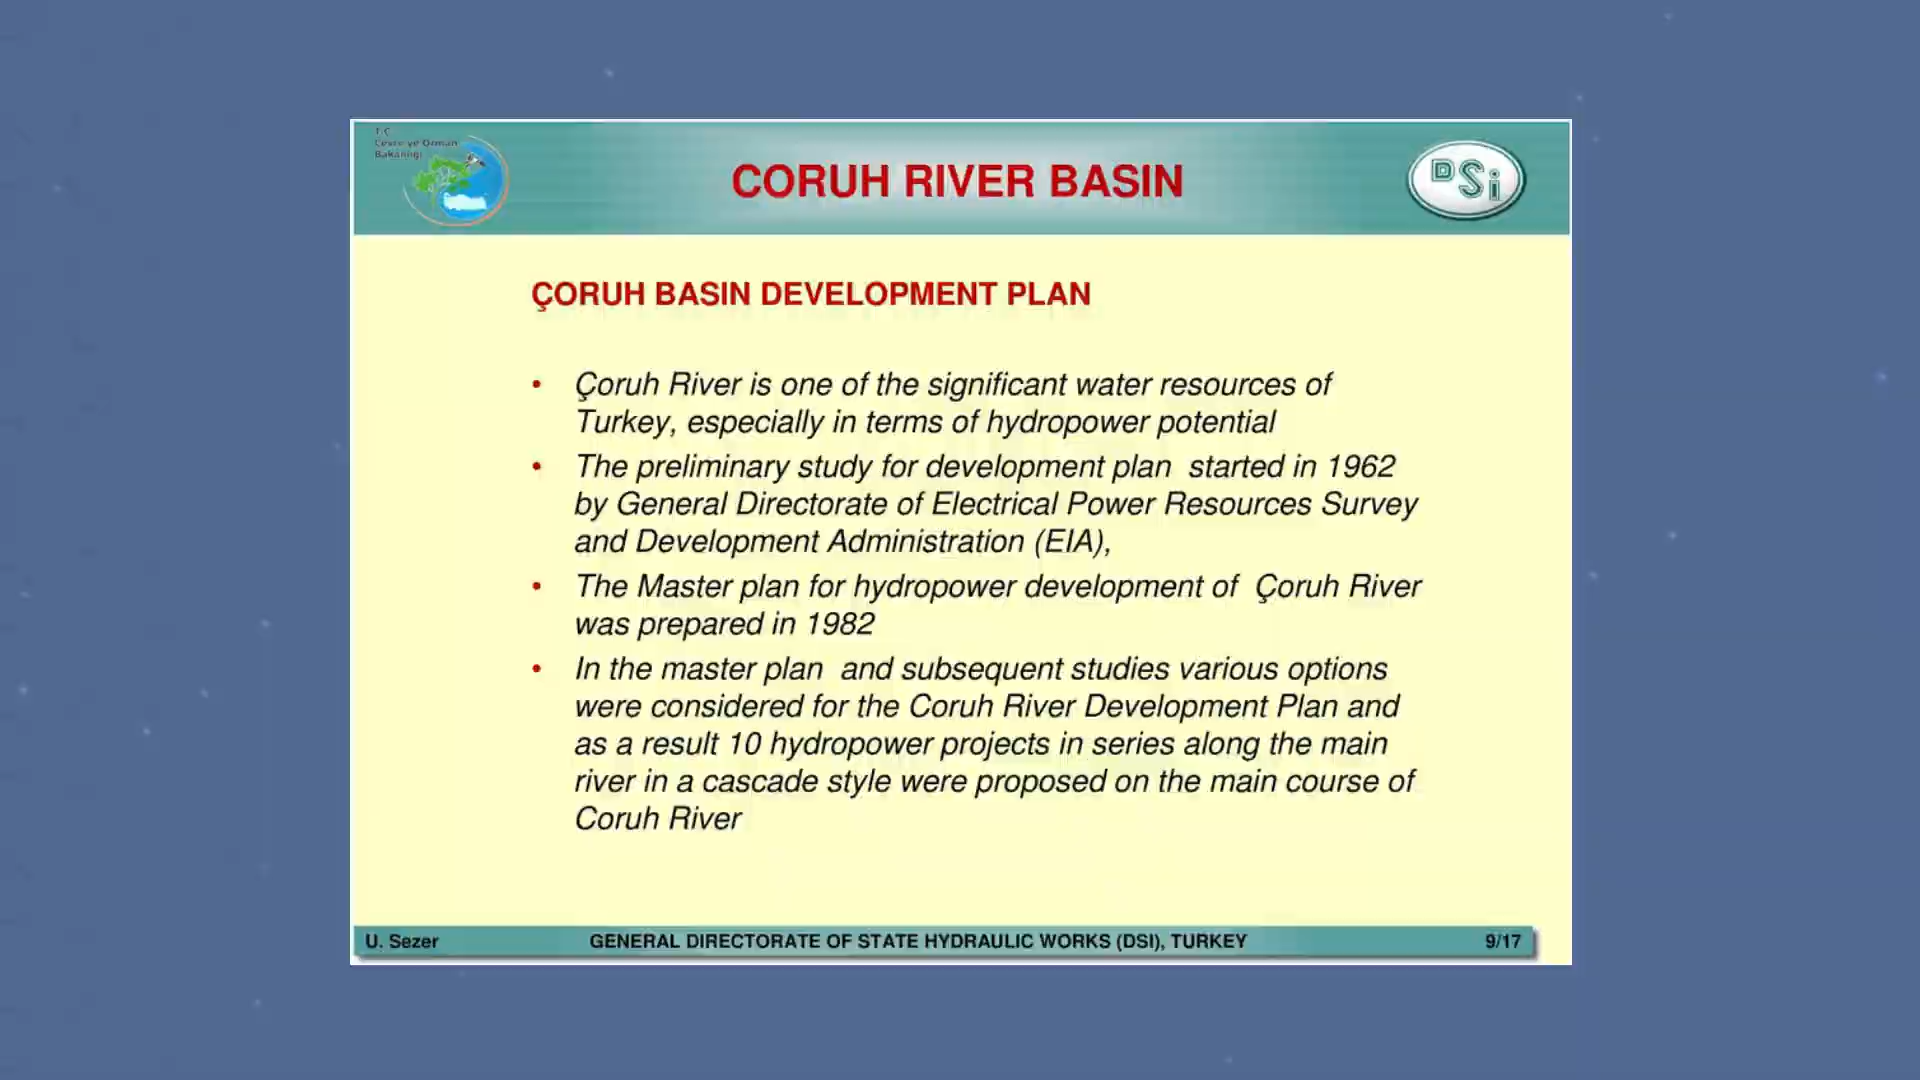 T.C.
Çevre ve Orman
Bakanlığı
CORUH RIVER BASIN
DSi
ÇORUH BASIN DEVELOPMENT PLAN
• Çoruh River is one of the significant water resources of
Turkey, especially in terms of hydropower potential
• The preliminary study for development plan started in 1962
by General Directorate of Electrical Power Resources Survey
and Development Administration (EIA),
• The Master plan for hydropower development of Çoruh River
was prepared in 1982
• In the master plan and subsequent studies various options
were considered for the Coruh River Development Plan and
as a result 10 hydropower projects in series along the main
river in a cascade style were proposed on the main course of
Coruh River
U. Sezer
GENERAL DIRECTORATE OF STATE HYDRAULIC WORKS (DSI), TURKEY
9/17